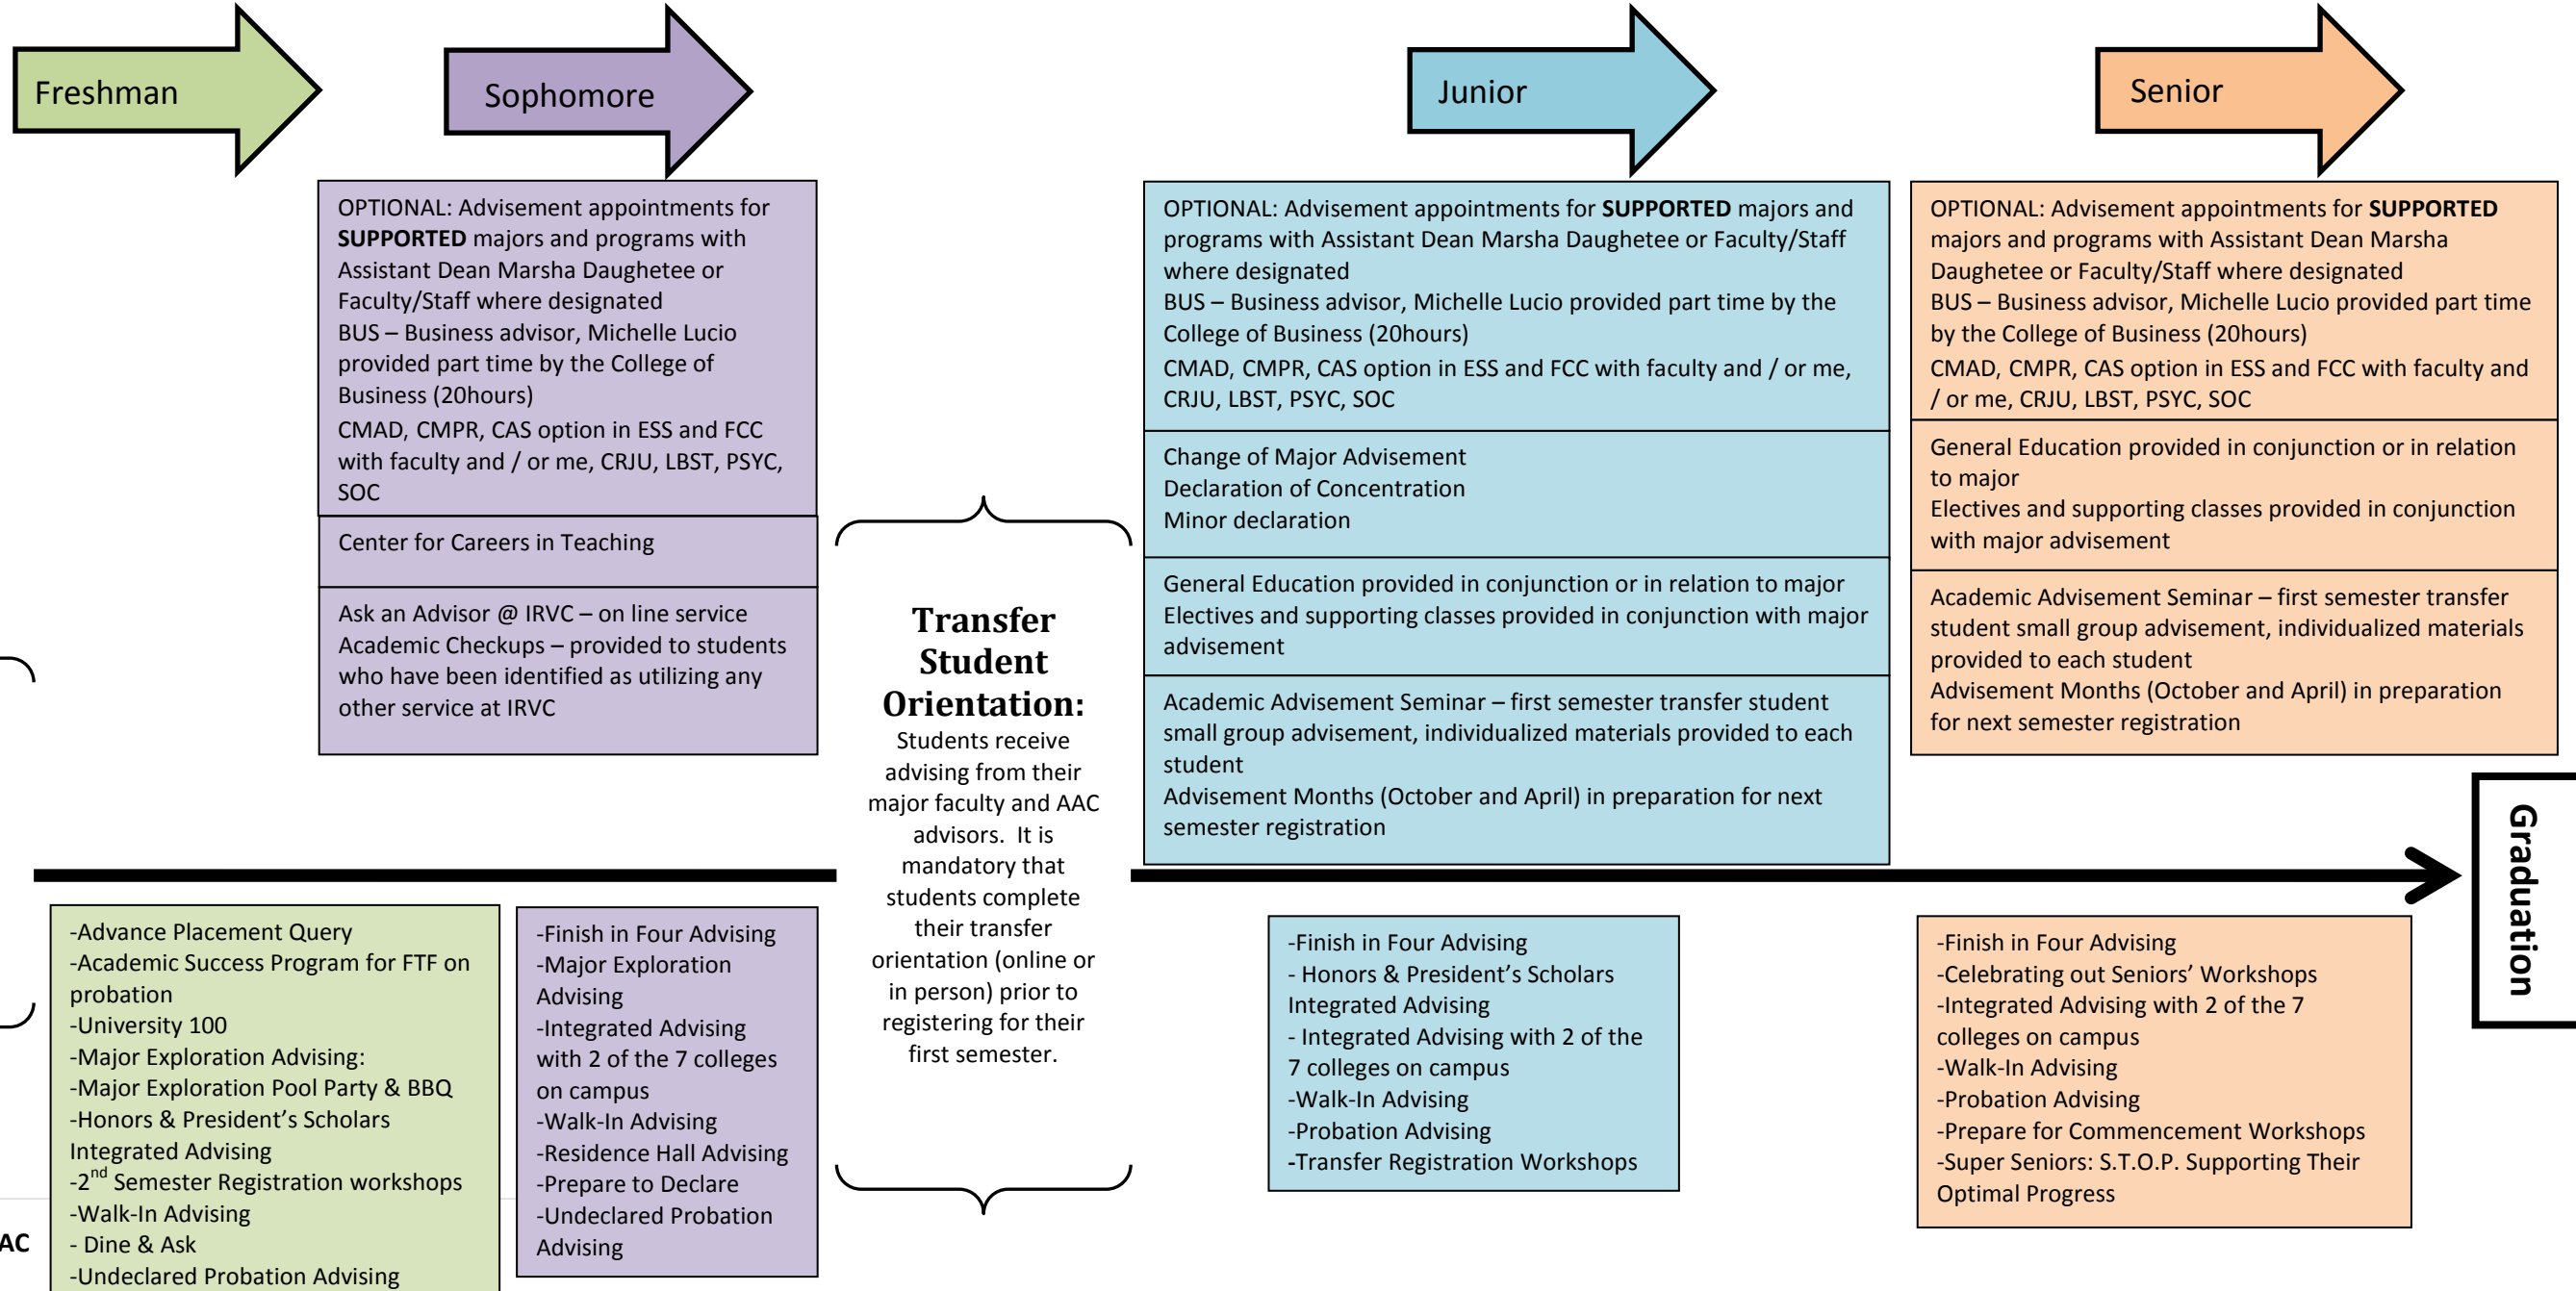 Freshman
Sophomore
Junior
Senior
OPTIONAL: Advisement appointments for
SUPPORTED majors and programs with
Assistant Dean Marsha Daughetee or
Faculty/Staff where designated
BUS – Business advisor, Michelle Lucio
provided part time by the College of
Business (20hours)
CMAD, CMPR, CAS option in ESS and FCC
with faculty and / or me, CRJU, LBST, PSYC,
SOC
Center for Careers in Teaching
Ask an Advisor @ IRVC – on line service
Academic Checkups – provided to students
who have been identified as utilizing any
other service at IRVC
Transfer
Student
Orientation:
Students receive
advising from their
major faculty and AAC
advisors.  It is
mandatory that
students complete
their transfer
orientation (online or
in person) prior to
registering for their
first semester.
OPTIONAL: Advisement appointments for SUPPORTED majors and
programs with Assistant Dean Marsha Daughetee or Faculty/Staff
where designated
BUS – Business advisor, Michelle Lucio provided part time by the
College of Business (20hours)
CMAD, CMPR, CAS option in ESS and FCC with faculty and / or me,
CRJU, LBST, PSYC, SOC
Change of Major Advisement
Declaration of Concentration
Minor declaration
General Education provided in conjunction or in relation to major
Electives and supporting classes provided in conjunction with major
advisement
Academic Advisement Seminar – first semester transfer student
small group advisement, individualized materials provided to each
student
Advisement Months (October and April) in preparation for next
semester registration
OPTIONAL: Advisement appointments for SUPPORTED
majors and programs with Assistant Dean Marsha
Daughetee or Faculty/Staff where designated
BUS – Business advisor, Michelle Lucio provided part time
by the College of Business (20hours)
CMAD, CMPR, CAS option in ESS and FCC with faculty and
/ or me, CRJU, LBST, PSYC, SOC
General Education provided in conjunction or in relation
to major
Electives and supporting classes provided in conjunction
with major advisement
Academic Advisement Seminar – first semester transfer
student small group advisement, individualized materials
provided to each student
Advisement Months (October and April) in preparation
for next semester registration
Graduation
-Advance Placement Query
-Academic Success Program for FTF on
probation
-University 100
-Major Exploration Advising:
-Major Exploration Pool Party & BBQ
-Honors & President’s Scholars
Integrated Advising
-2nd Semester Registration workshops
-Walk-In Advising
- Dine & Ask
-Undeclared Probation Advising
AC
-Finish in Four Advising
-Major Exploration
Advising
-Integrated Advising
with 2 of the 7 colleges
on campus
-Walk-In Advising
-Residence Hall Advising
-Prepare to Declare
-Undeclared Probation
Advising
-Finish in Four Advising
- Honors & President’s Scholars
Integrated Advising
- Integrated Advising with 2 of the
7 colleges on campus
-Walk-In Advising
-Probation Advising
-Transfer Registration Workshops
-Finish in Four Advising
-Celebrating out Seniors’ Workshops
-Integrated Advising with 2 of the 7
colleges on campus
-Walk-In Advising
-Probation Advising
-Prepare for Commencement Workshops
-Super Seniors: S.T.O.P. Supporting Their
Optimal Progress